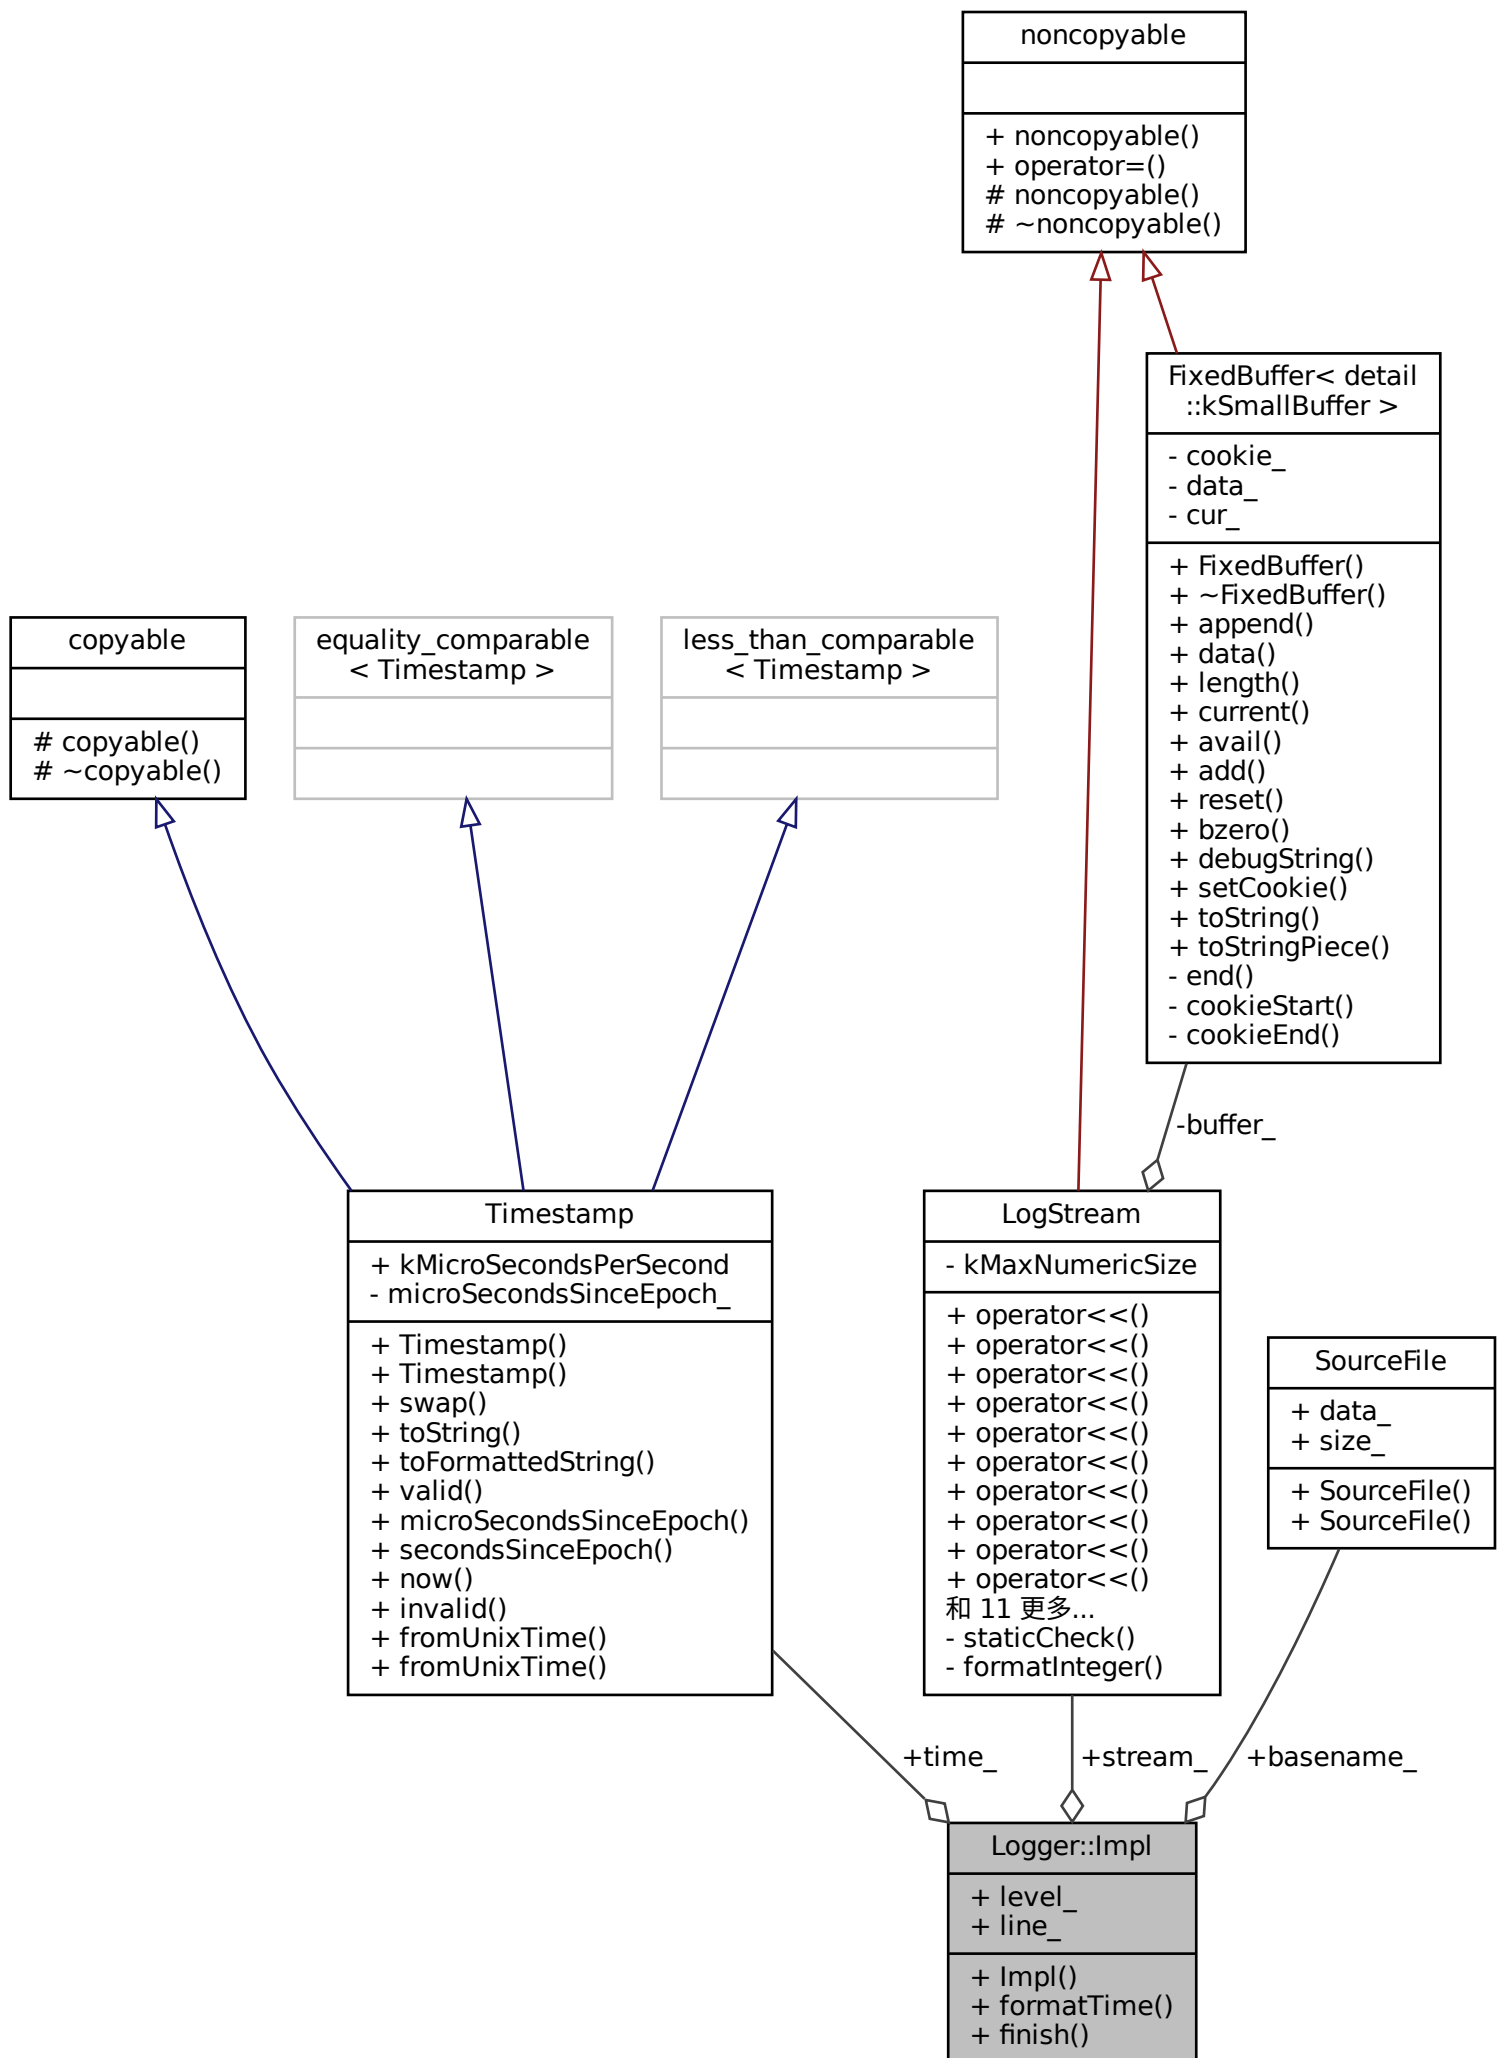 noncopyable
+ noncopyable()
+ operator=()
# noncopyable()
# ~noncopyable()
FixedBuffer< detail
::kSmallBuffer >
- cookie_
- data_
- cur_
+ FixedBuffer()
+ ~FixedBuffer()
+ append()
+ data()
+ length()
+ current()
+ avail()
+ add()
+ reset()
+ bzero()
+ debugString()
+ setCookie()
+ toString()
+ toStringPiece()
- end()
- cookieStart()
- cookieEnd()
copyable
# copyable()
# ~copyable()
equality_comparable
< Timestamp >
less_than_comparable
< Timestamp >
-buffer_
Timestamp
+ kMicroSecondsPerSecond
- microSecondsSinceEpoch_
+ Timestamp()
+ Timestamp()
+ swap()
+ toString()
+ toFormattedString()
+ valid()
+ microSecondsSinceEpoch()
+ secondsSinceEpoch()
+ now()
+ invalid()
+ fromUnixTime()
+ fromUnixTime()
LogStream
- kMaxNumericSize
+ operator<<()
+ operator<<()
+ operator<<()
+ operator<<()
+ operator<<()
+ operator<<()
+ operator<<()
+ operator<<()
+ operator<<()
+ operator<<()
和 11 更多...
- staticCheck()
- formatInteger()
SourceFile
+ data_
+ size_
+ SourceFile()
+ SourceFile()
+time_
+stream_
+basename_
Logger::Impl
+ level_
+ line_
+ Impl()
+ formatTime()
+ finish()